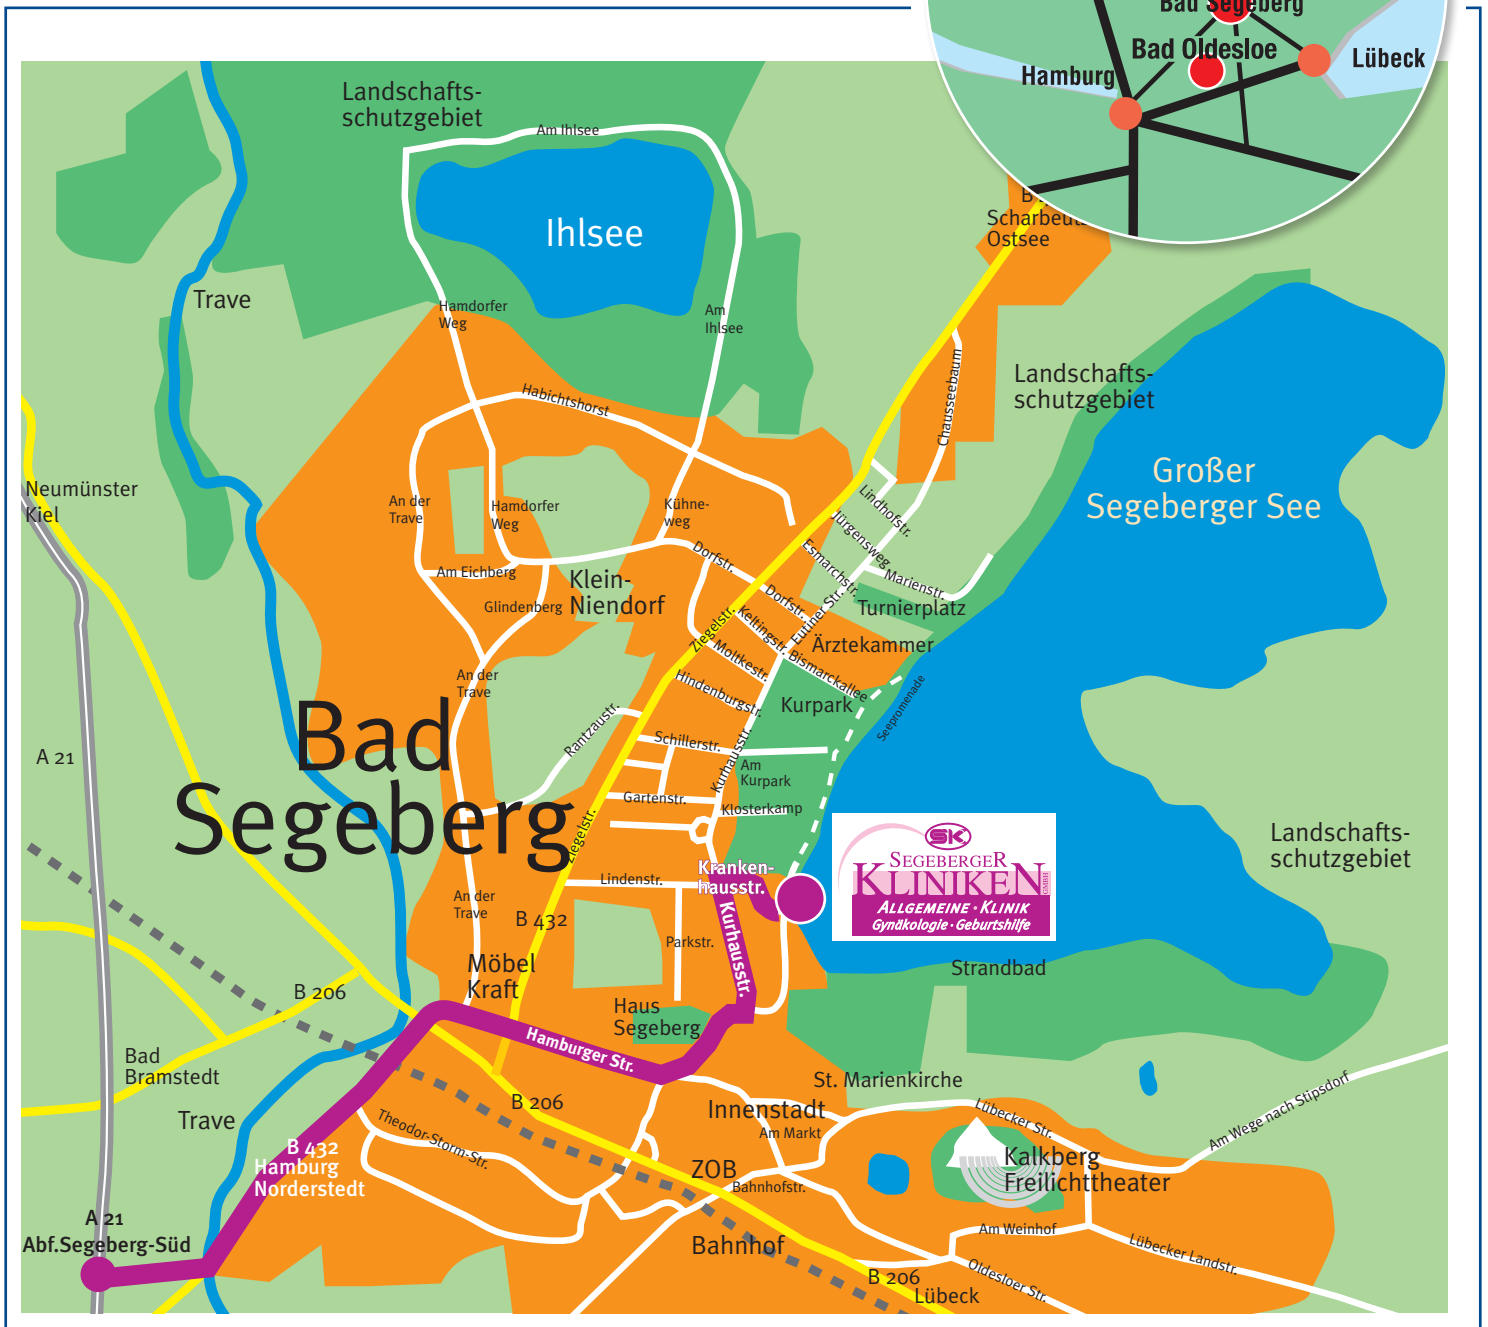 Bad Segeberg
Bad Oldesloe
Hamburg
Lübeck
Landschafts-
schutzgebiet
Am Ihlsee
Ihlsee
Scharbeut
Ostsee
Trave
Hamdorfer
Weg
Am
Ihlsee
Landschafts-
schutzgebiet
Chausseebaum
Habichtshorst
Großer
Segeberger See
Neumünster
Kiel
An der
Trave
Hamdorfer
Weg
Kühne-
weg
Lindhofstr.
Jürgensweg
Esmarchstr.
Marienstr.
Dorfstr.
Am Eichberg
Klein-
Niendorf
Glindenberg
Dorfstr.
Eutiner Str.
Turnierplatz
Ziegelstr.
Keltingstr.
Ärztekammer
Moltkestr.
Bismarckallee
An der
Trave
Hindenburgstr.
Kurpark
Seepromenade
Bad
Segeberg
Rantzaustr.
Schillerstr.
Kurhausstr.
A 21
Am
Kurpark
Gartenstr.
Klosterkamp
Ziegelstr.
SK
SEGEBERGER
KLINIKEN
GMBH
ALLGEMEINE · KLINIK
Gynäkologie · Geburtshilfe
Landschafts-
schutzgebiet
Kranken-
hausstr.
Lindenstr.
An der
Trave
B 432
Kurhausstr.
Parkstr.
Möbel
Kraft
Strandbad
B 206
Haus
Segeberg
Hamburger Str.
Bad
Bramstedt
St. Marienkirche
B 206
Innenstadt
Am Markt
Lübecker Str.
Am Wege nach Stipsdorf
Trave
Theodor-Storm-Str.
B 432
Hamburg
Norderstedt
Kalkberg
Freilichttheater
ZOB
Bahnhofstr.
A 21
Abf.Segeberg-Süd
Bahnhof
Am Weinhof
Lübecker Landstr.
B 206
Lübeck
Oldesloer Str.